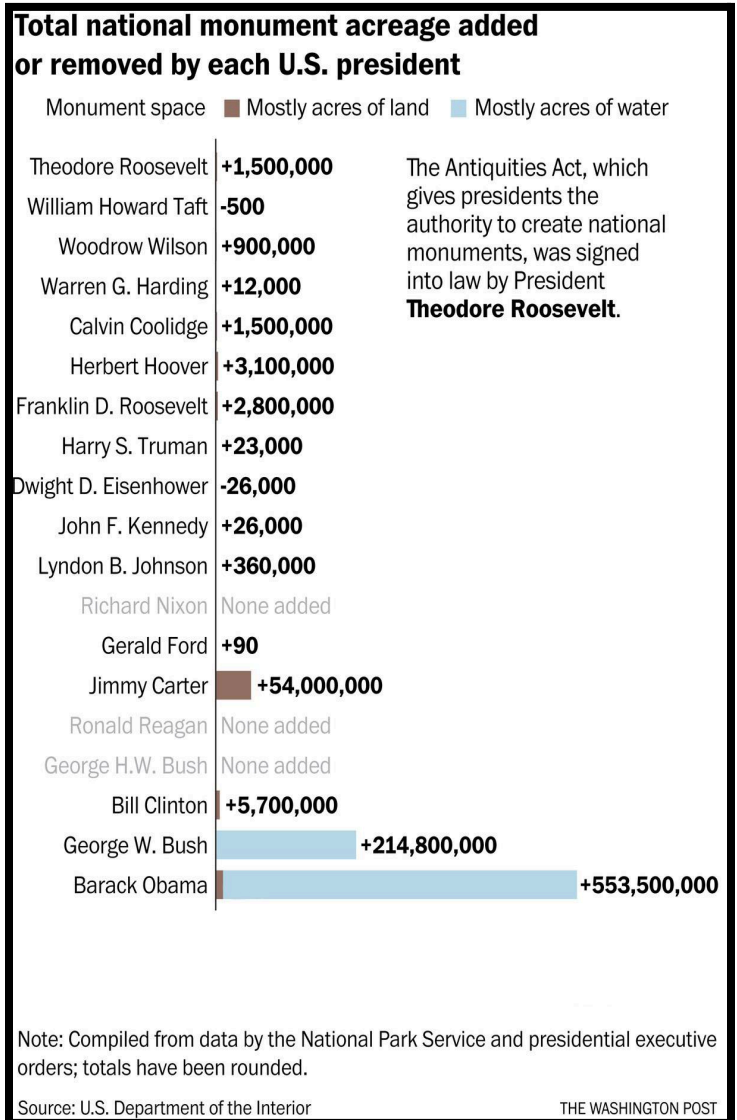 Total national monument acreage added
or removed by each U.S. president
Monument space Mostly acres of land Mostly acres of water
Theodore Roosevelt +1,500,000
William Howard Taft -500
Woodrow Wilson +900,000
Warren G. Harding +12,000
Calvin Coolidge +1,500,000
Herbert Hoover +3,100,000
Franklin D. Roosevelt +2,800,000
Harry S. Truman +23,000
Dwight D. Eisenhower -26,000
John F. Kennedy +26,000
Lyndon B. Johnson +360,000
Richard Nixon None added
Gerald Ford +90
Jimmy Carter +54,000,000
Ronald Reagan None added
George H.W. Bush None added
Bill Clinton +5,700,000
George W. Bush +214,800,000
Barack Obama +553,500,000
The Antiquities Act, which
gives presidents the
authority to create national
monuments, was signed
into law by President
Theodore Roosevelt.
Note: Compiled from data by the National Park Service and presidential executive
orders; totals have been rounded.
Source: U.S. Department of the Interior THE WASHINGTON POST